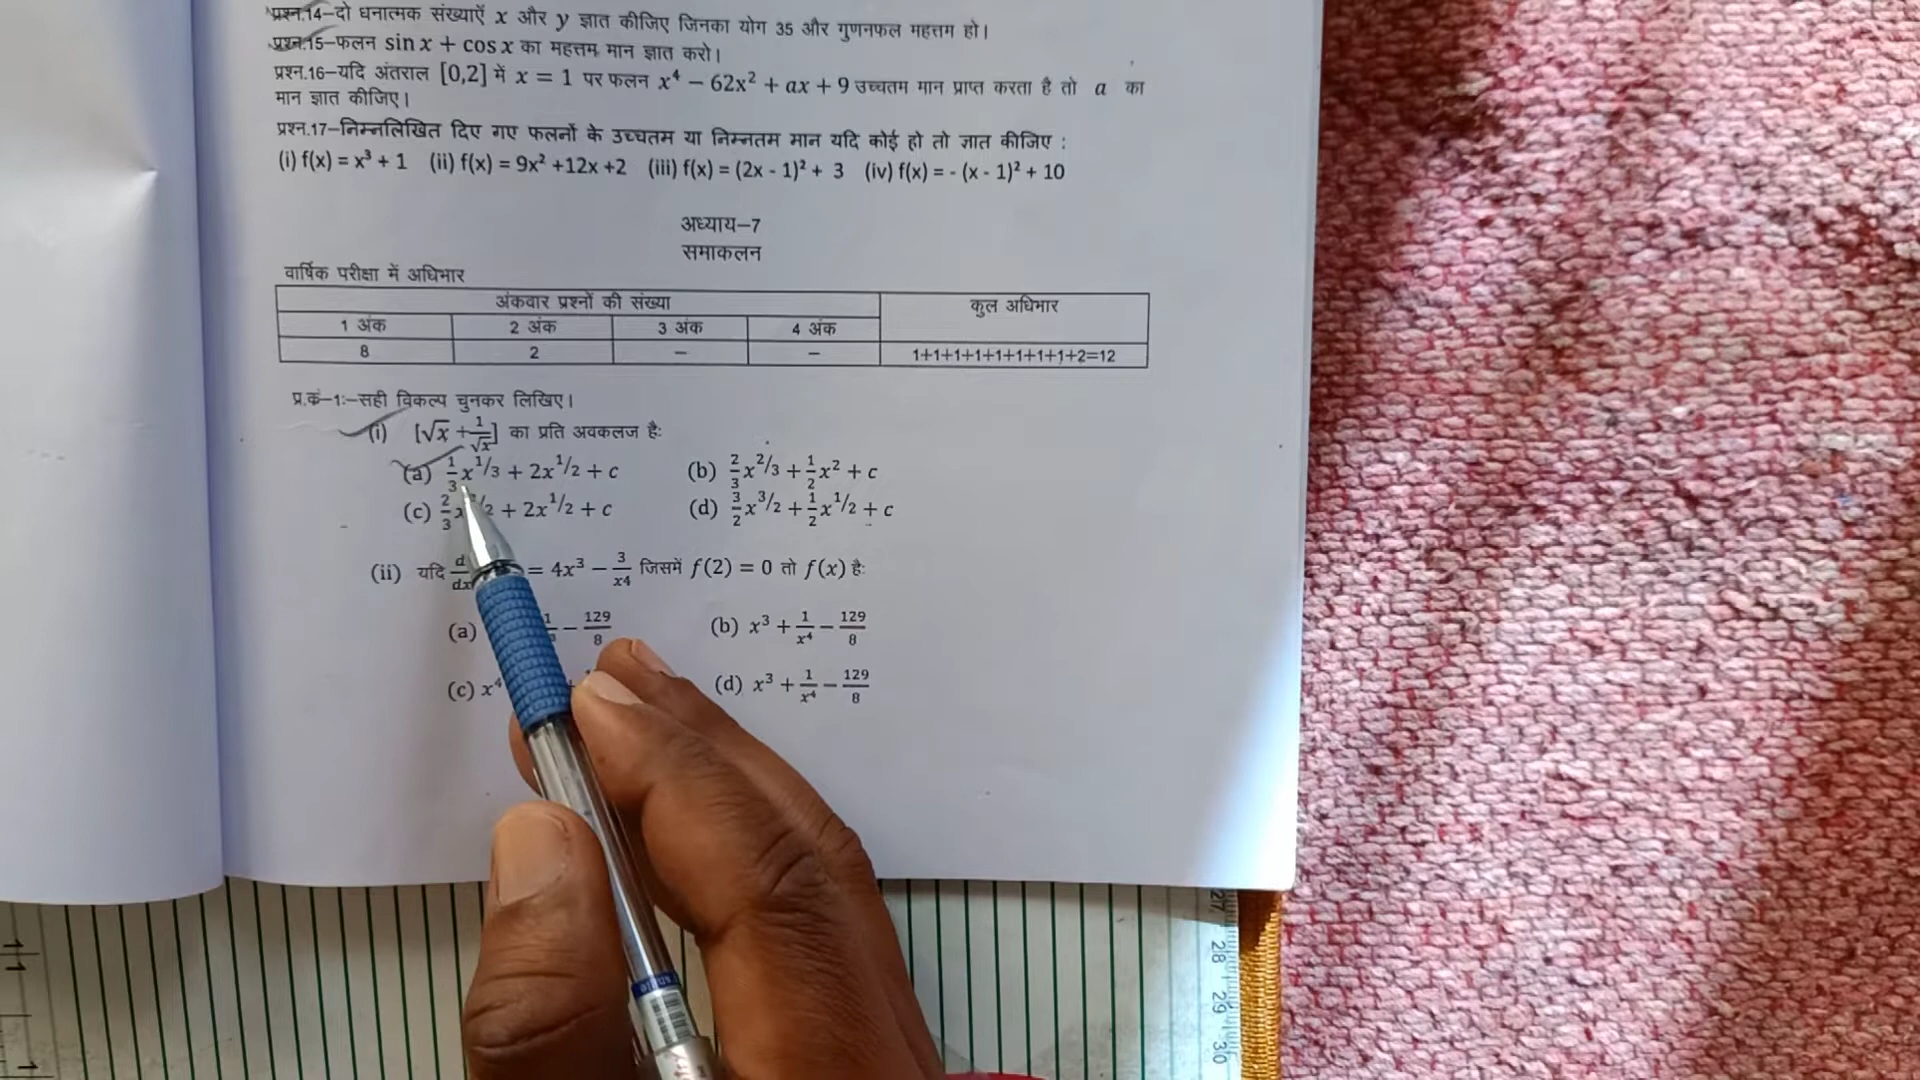 प्रश्न.14–दो धनात्मक संख्याएँ x और y ज्ञात कीजिए जिनका योग 35 और गुणनफल महत्तम हो।
प्रश्न.15–फलन sin x + cos x का महत्तम मान ज्ञात करो।
प्रश्न.16–यदि अंतराल [0,2] में x = 1 पर फलन x⁴ − 62x² + ax + 9 उच्चतम मान प्राप्त करता है तो a का
मान ज्ञात कीजिए।
प्रश्न.17–निम्नलिखित दिए गए फलनों के उच्चतम या निम्नतम मान यदि कोई हो तो ज्ञात कीजिए :
(i) f(x) = x³ + 1 (ii) f(x) = 9x² +12x +2 (iii) f(x) = (2x - 1)² + 3 (iv) f(x) = - (x - 1)² + 10
अध्याय–7
समाकलन
वार्षिक परीक्षा में अधिभार
अंकवार प्रश्नों की संख्या कुल अधिभार
1 अंक 2 अंक 3 अंक 4 अंक
8 2 – – 1+1+1+1+1+1+1+1+2=12
प्र.कं–1:–सही विकल्प चुनकर लिखिए।
(i) [√x + 1/√x] का प्रति अवकलज है:
(a) 1/3 x^1/3 + 2x^1/2 + c (b) 2/3 x^2/3 + 1/2 x² + c
(c) 2/3 x /2 + 2x^1/2 + c (d) 3/2 x^3/2 + 1/2 x^1/2 + c
(ii) यदि d/dx = 4x³ − 3/x4 जिसमें f(2) = 0 तो f(x) है:
(a) − 129/8 (b) x³ + 1/x⁴ − 129/8
(c) x⁴ (d) x³ + 1/x⁴ − 129/8
27 28 29 30
11